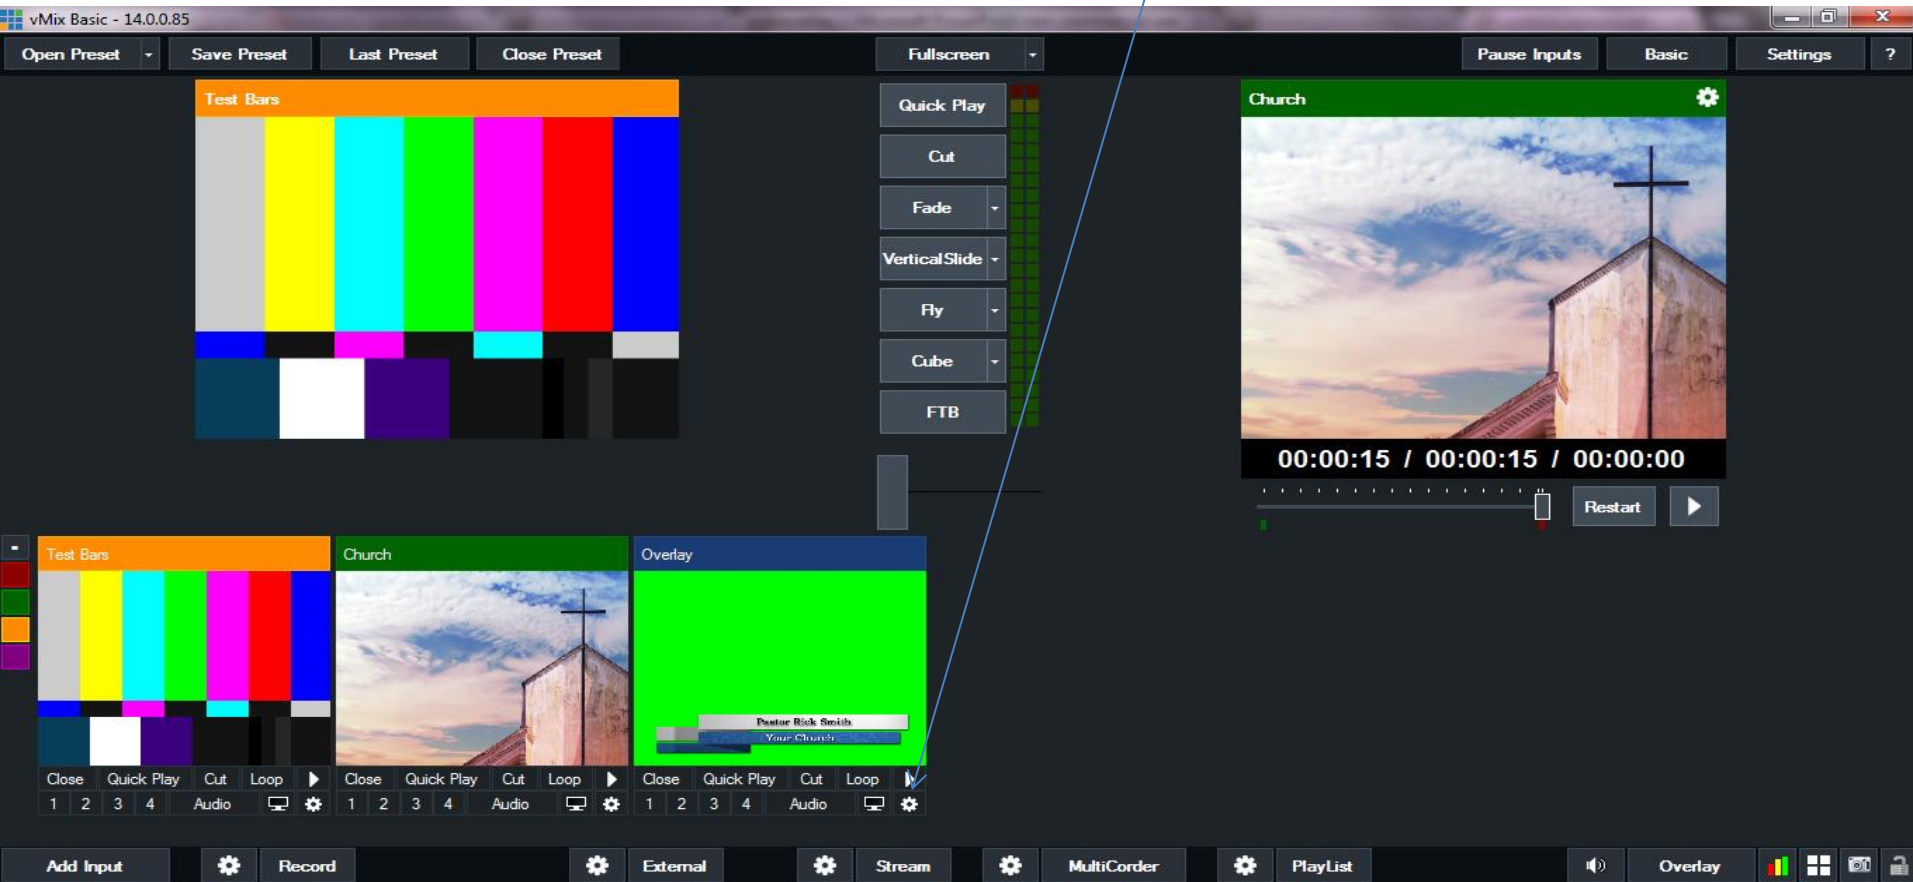 vMix Basic - 14.0.0.85
Open Preset Save Preset Last Preset Close Preset Fullscreen Pause Inputs Basic Settings ?
Test Bars
Quick Play
Cut
Fade
VerticalSlide
Fly
Cube
FTB
Church
00:00:15 / 00:00:15 / 00:00:00
Restart
Test Bars Church Overlay
Pastor Rick Smith
Your Church
Close Quick Play Cut Loop Close Quick Play Cut Loop Close Quick Play Cut Loop
1 2 3 4 Audio 1 2 3 4 Audio 1 2 3 4 Audio
Add Input Record External Stream MultiCorder PlayList Overlay